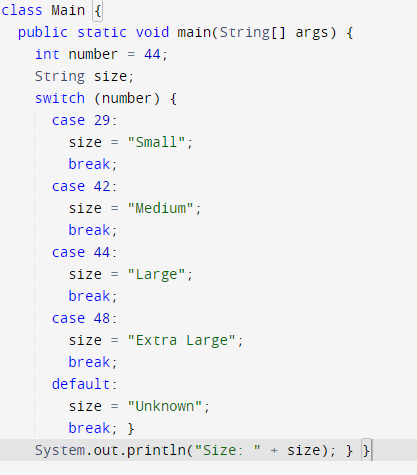 class Main {
  public static void main(String[] args) {
    int number = 44;
    String size;
    switch (number) {
      case 29:
        size = "Small";
        break;
      case 42:
        size = "Medium";
        break;
      case 44:
        size = "Large";
        break;
      case 48:
        size = "Extra Large";
        break;
      default:
        size = "Unknown";
        break; }
    System.out.println("Size: " + size); } }